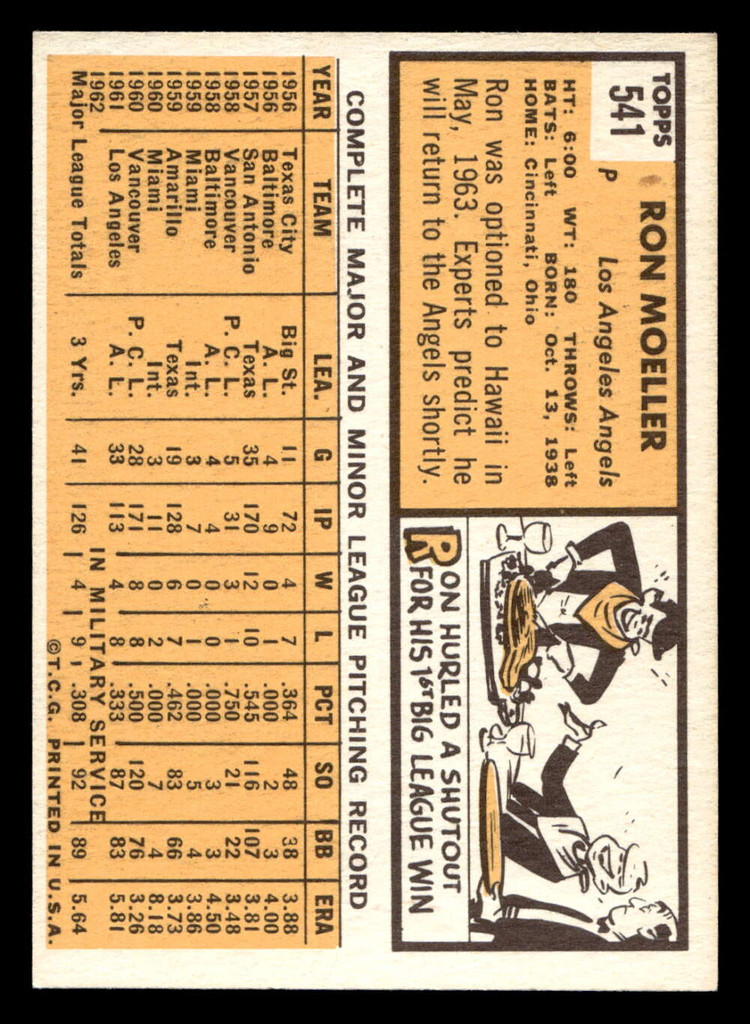 TOPPS
541
RON MOELLER
P Los Angeles Angels
HT: 6:00 WT: 180 THROWS: Left
BATS: Left BORN: Oct. 13, 1938
HOME: Cincinnati, Ohio
Ron was optioned to Hawaii in
May, 1963. Experts predict he
will return to the Angels shortly.
RON HURLED A SHUTOUT
FOR HIS 1ST BIG LEAGUE WIN
COMPLETE MAJOR AND MINOR LEAGUE PITCHING RECORD
YEAR TEAM LEA. G IP W L PCT SO BB ERA
1956 Texas City Big St. 11 72 4 7 .364 48 38 3.88
1956 Baltimore A. L. 4 9 0 1 .000 2 3 4.00
1957 San Antonio Texas 35 170 12 10 .545 116 107 3.81
1958 Vancouver P. C. L. 5 31 3 1 .750 21 22 3.48
1958 Baltimore A. L. 4 4 0 0 .000 3 3 4.50
1959 Miami Int. 3 7 0 1 .000 5 4 3.86
1959 Amarillo Texas 19 128 6 7 .462 83 66 3.73
1960 Miami Int. 3 11 0 2 .000 7 4 8.18
1960 Vancouver P. C. L. 28 171 8 8 .500 120 76 3.26
1961 Los Angeles A. L. 33 113 4 8 .333 87 83 5.81
1962 IN MILITARY SERVICE
Major League Totals 3 Yrs. 41 126 4 9 .308 92 89 5.64
©T.C.G. PRINTED IN U.S.A.